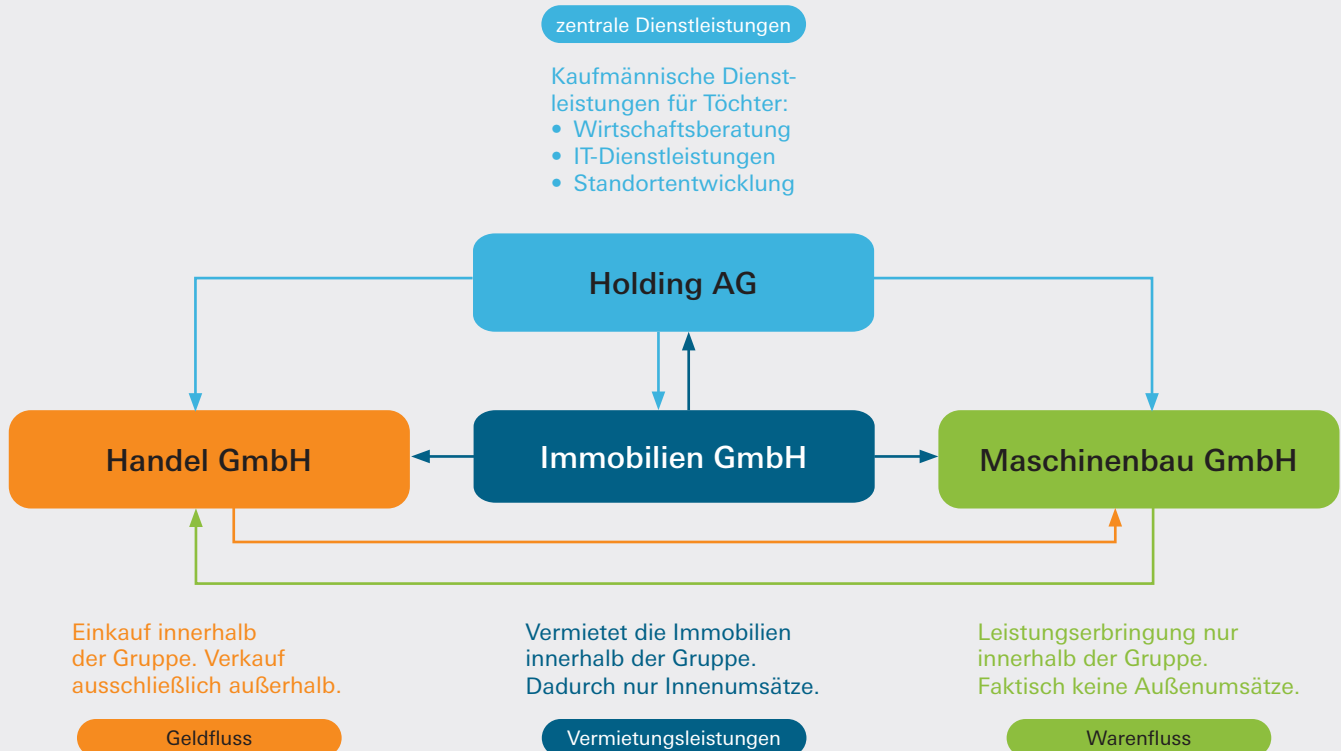 zentrale Dienstleistungen
Kaufmännische Dienst-
leistungen für Töchter:
• Wirtschaftsberatung
• IT-Dienstleistungen
• Standortentwicklung
Holding AG
Handel GmbH
Immobilien GmbH
Maschinenbau GmbH
Einkauf innerhalb
der Gruppe. Verkauf
ausschließlich außerhalb.
Geldfluss
Vermietet die Immobilien
innerhalb der Gruppe.
Dadurch nur Innenumsätze.
Vermietungsleistungen
Leistungserbringung nur
innerhalb der Gruppe.
Faktisch keine Außenumsätze.
Warenfluss